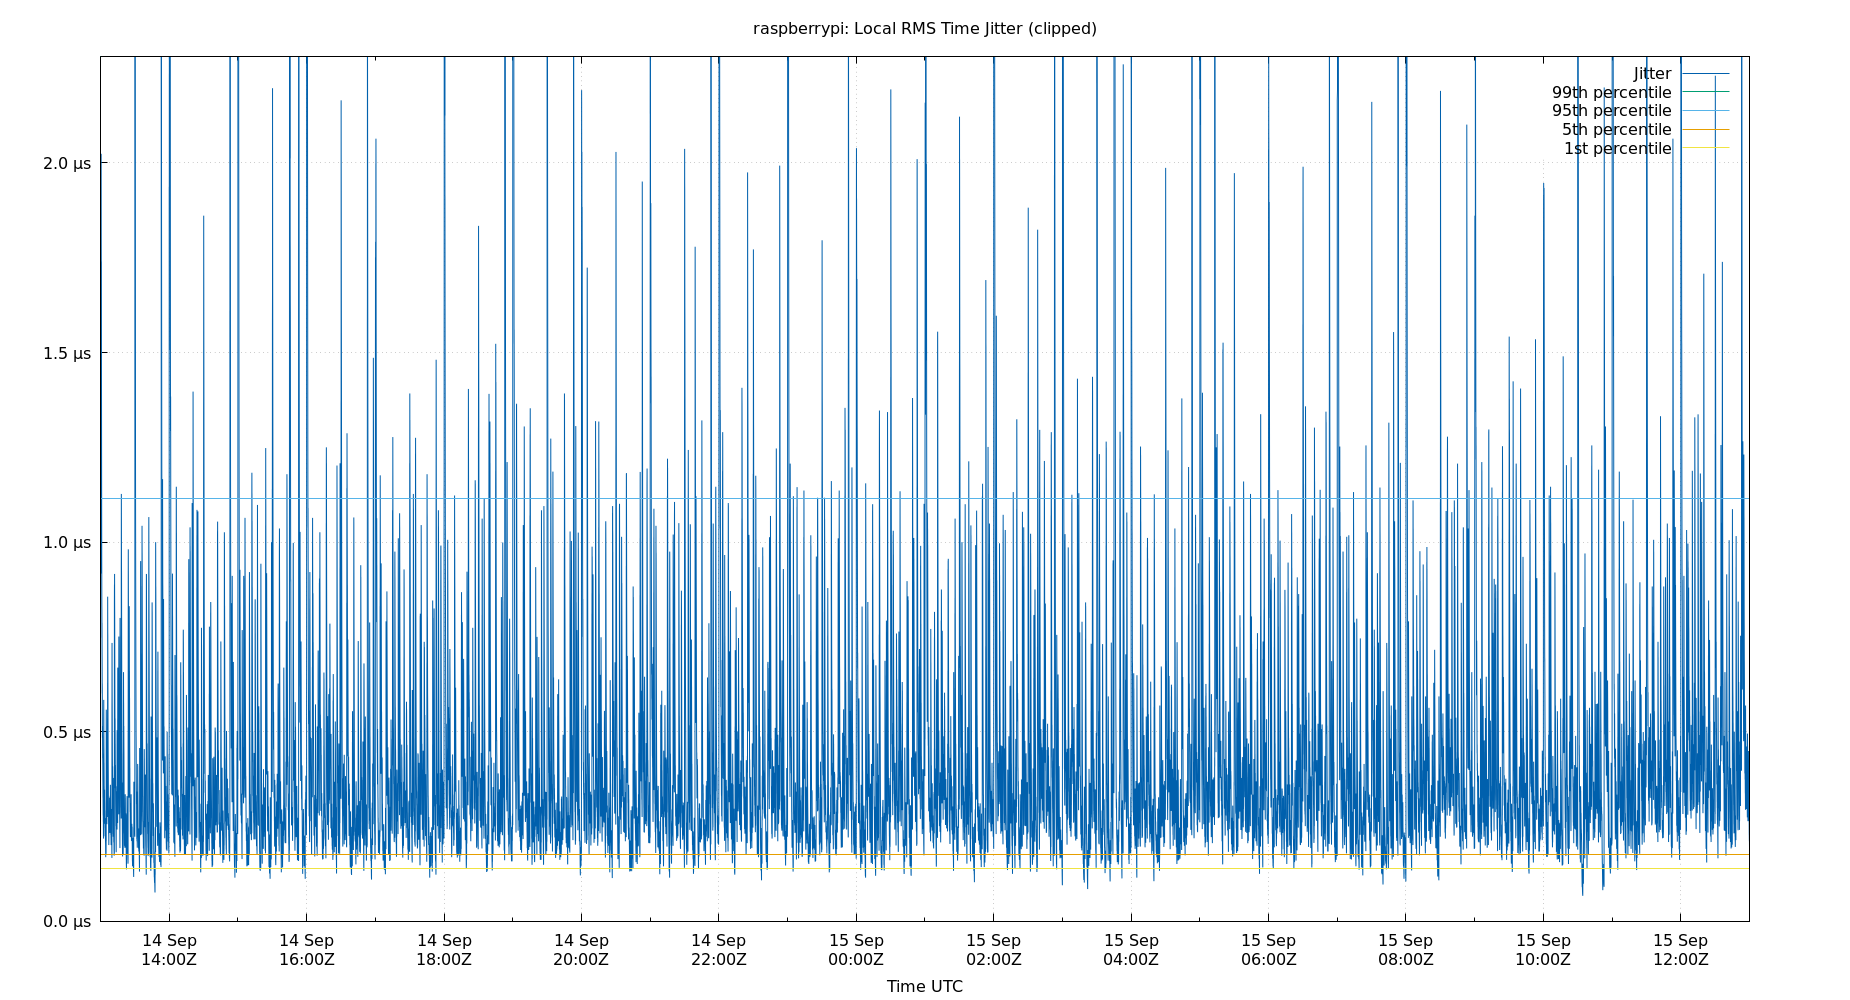 raspberrypi: Local RMS Time Jitter (clipped)
Jitter
99th percentile
95th percentile
5th percentile
1st percentile
2.0 µs
1.5 µs
1.0 µs
0.5 µs
0.0 µs
14 Sep 14 Sep 14 Sep 14 Sep 14 Sep 15 Sep 15 Sep 15 Sep 15 Sep 15 Sep 15 Sep 15 Sep
14:00Z 16:00Z 18:00Z 20:00Z 22:00Z 00:00Z 02:00Z 04:00Z 06:00Z 08:00Z 10:00Z 12:00Z
Time UTC